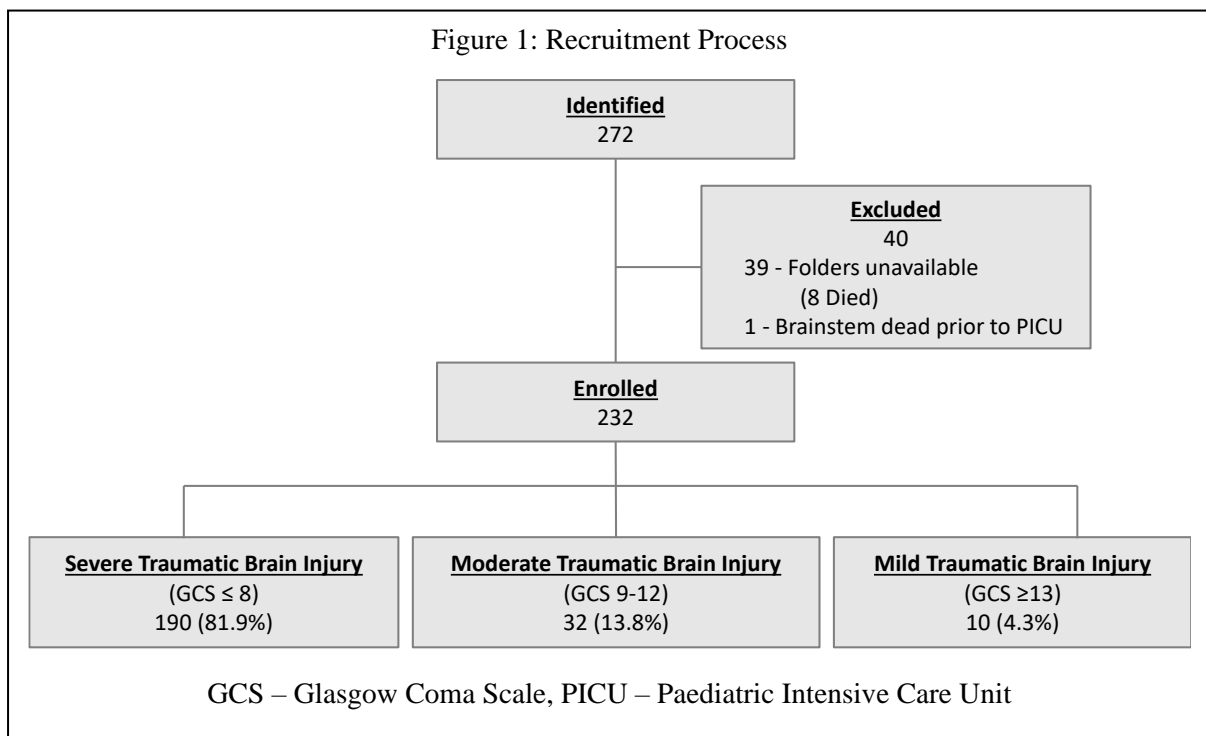 Figure 1: Recruitment Process
Identified
272
Excluded
40
39 - Folders unavailable
(8 Died)
1 - Brainstem dead prior to PICU
Enrolled
232
Severe Traumatic Brain Injury
(GCS ≤ 8)
190 (81.9%)
Moderate Traumatic Brain Injury
(GCS 9-12)
32 (13.8%)
Mild Traumatic Brain Injury
(GCS ≥13)
10 (4.3%)
GCS – Glasgow Coma Scale, PICU – Paediatric Intensive Care Unit